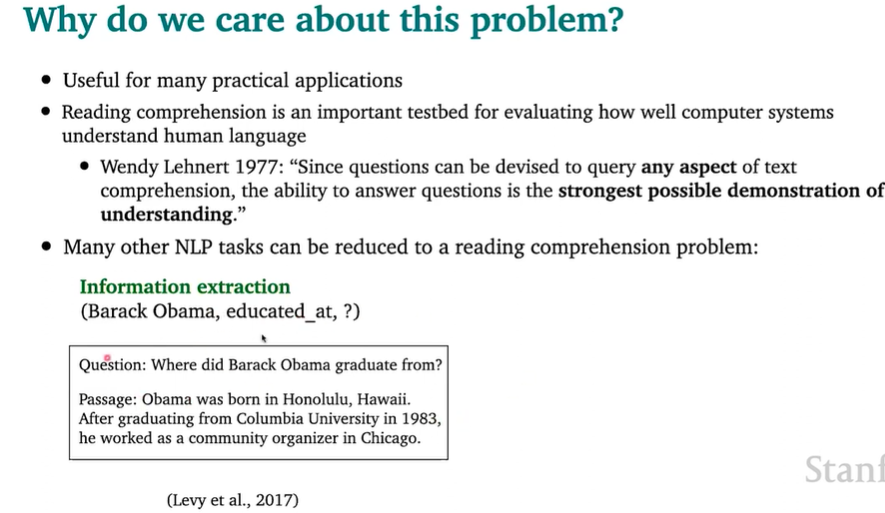 Why do we care about this problem?
• Useful for many practical applications
• Reading comprehension is an important testbed for evaluating how well computer systems
understand human language
• Wendy Lehnert 1977: “Since questions can be devised to query any aspect of text
comprehension, the ability to answer questions is the strongest possible demonstration of
understanding.”
• Many other NLP tasks can be reduced to a reading comprehension problem:
Information extraction
(Barack Obama, educated_at, ?)
Question: Where did Barack Obama graduate from?
Passage: Obama was born in Honolulu, Hawaii.
After graduating from Columbia University in 1983,
he worked as a community organizer in Chicago.
(Levy et al., 2017)